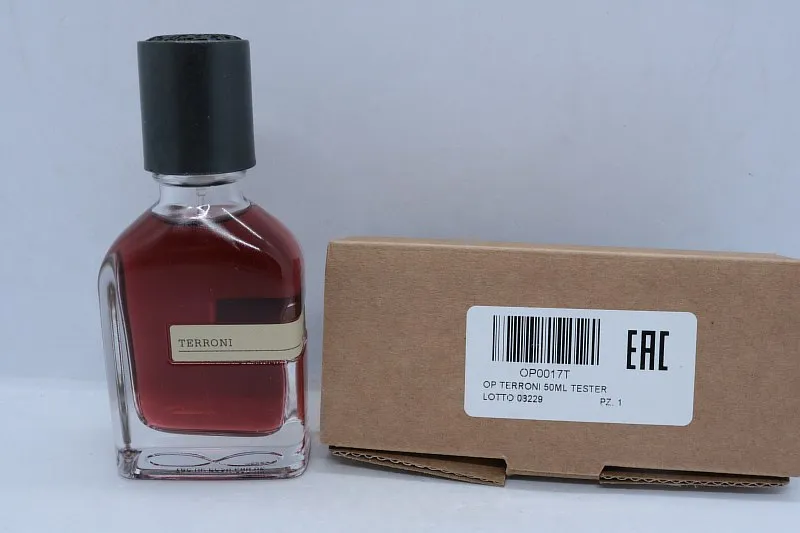 TERRONI
EAC
OP0017T
OP TERRONI 50ML TESTER
LOTTO 03229 PZ. 1